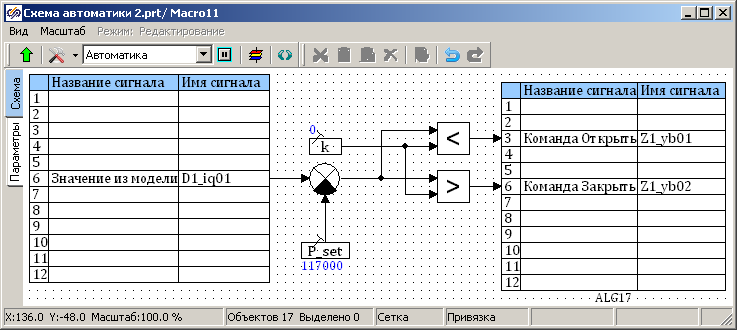 Схема автоматики 2.prt/ Macro11
Вид Масштаб Режим: Редактирование
Автоматика
Схема
Параметры
Название сигнала Имя сигнала
1
2
3
4
5
6 Значение из модели D1_iq01
7
8
9
10
11
12
0
k
P_set
117000
<
>
Название сигнала Имя сигнала
1
2
3 Команда Открыть Z1_yb01
4
5
6 Команда Закрыть Z1_yb02
7
8
9
10
11
12
ALG17
X:136.0 Y:-48.0 Масштаб:100.0 % Объектов 17 Выделено 0 Сетка Привязка